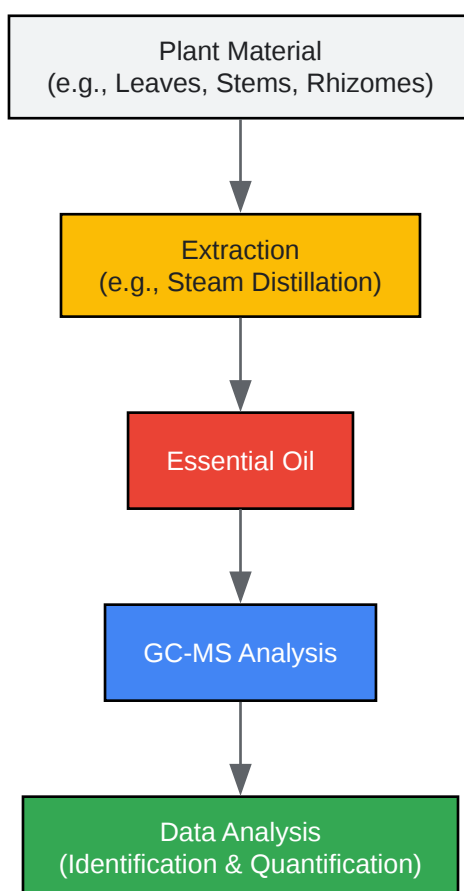 Plant Material
(e.g., Leaves, Stems, Rhizomes)
Extraction
(e.g., Steam Distillation)
Essential Oil
GC-MS Analysis
Data Analysis
(Identification & Quantification)